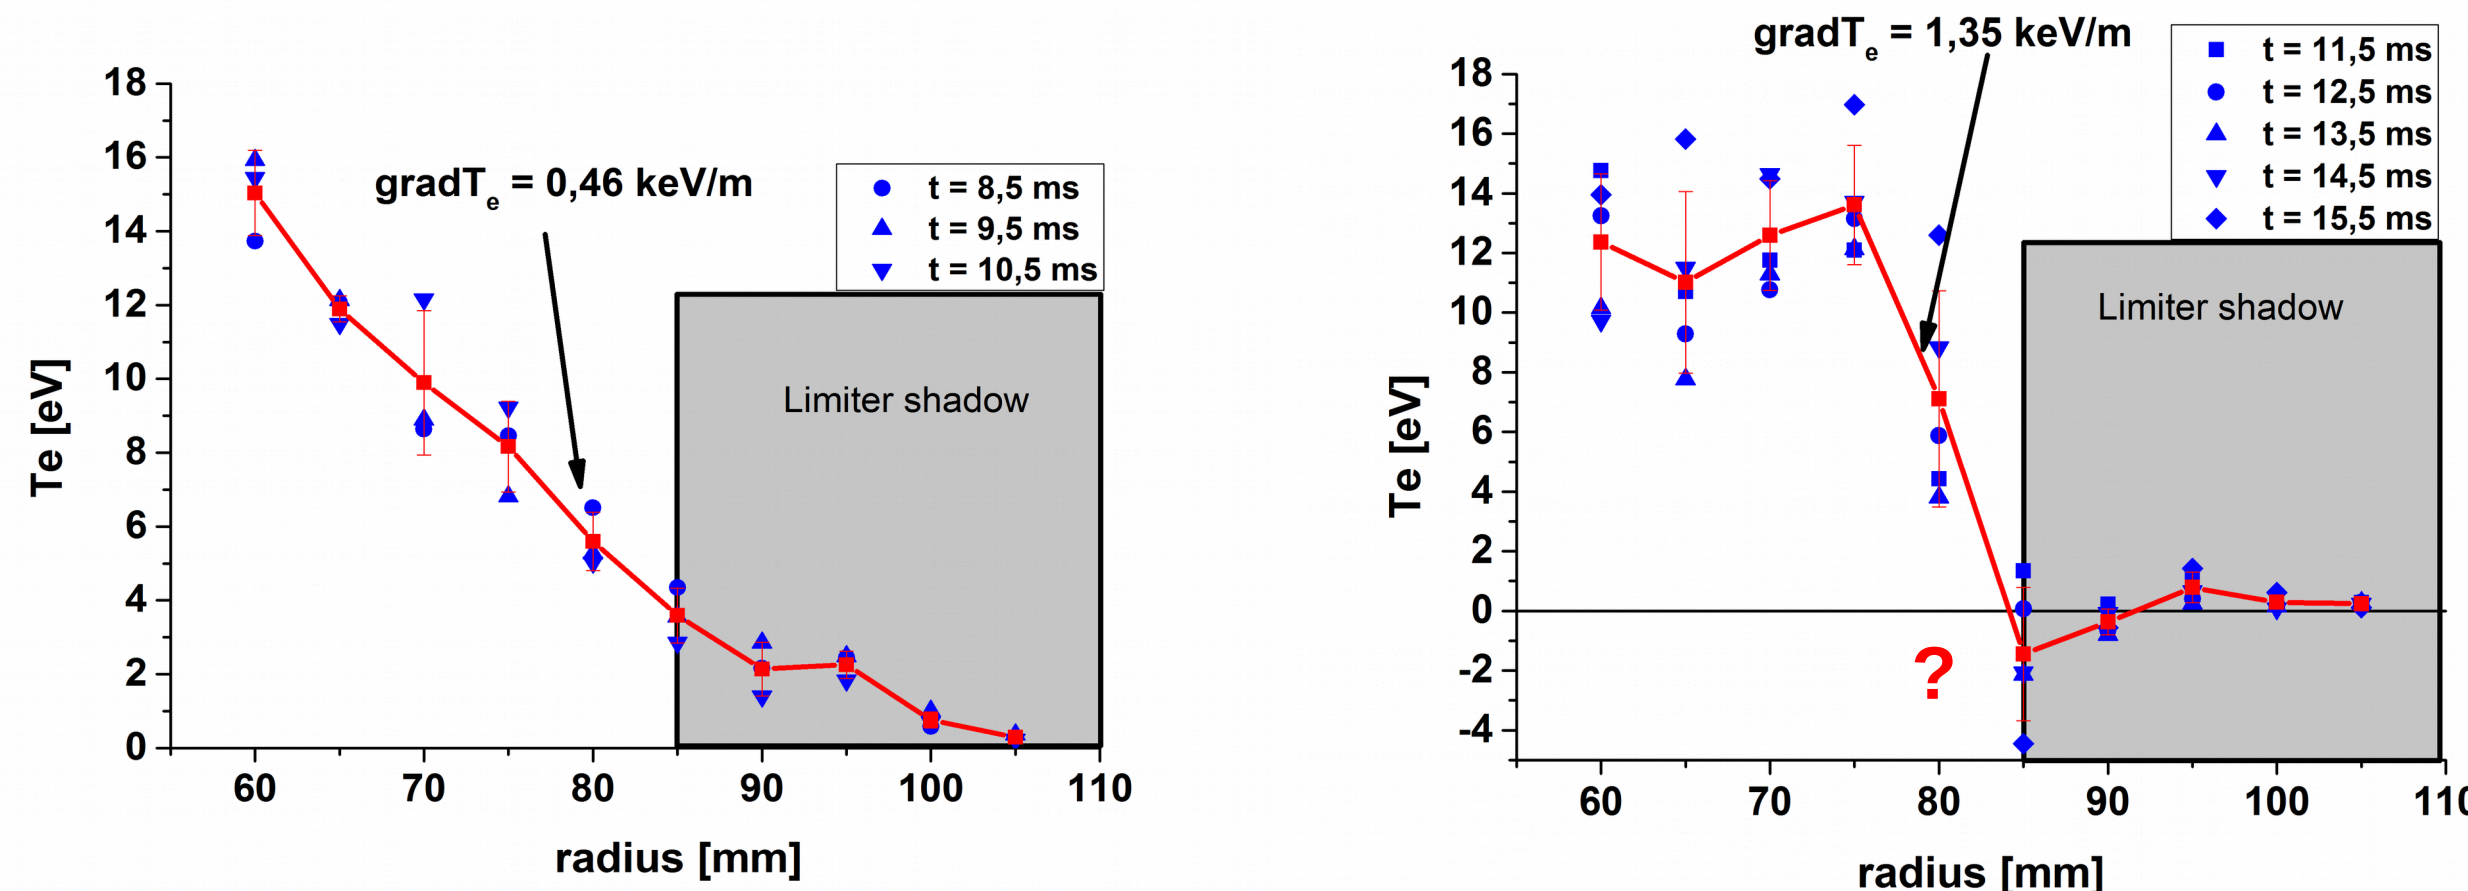 gradTe = 0,46 keV/m
t = 8,5 ms
t = 9,5 ms
t = 10,5 ms
Limiter shadow
Te [eV]
18
16
14
12
10
8
6
4
2
0
60 70 80 90 100 110
radius [mm]
gradTe = 1,35 keV/m
t = 11,5 ms
t = 12,5 ms
t = 13,5 ms
t = 14,5 ms
t = 15,5 ms
Limiter shadow
?
Te [eV]
18
16
14
12
10
8
6
4
2
0
-2
-4
60 70 80 90 100 110
radius [mm]